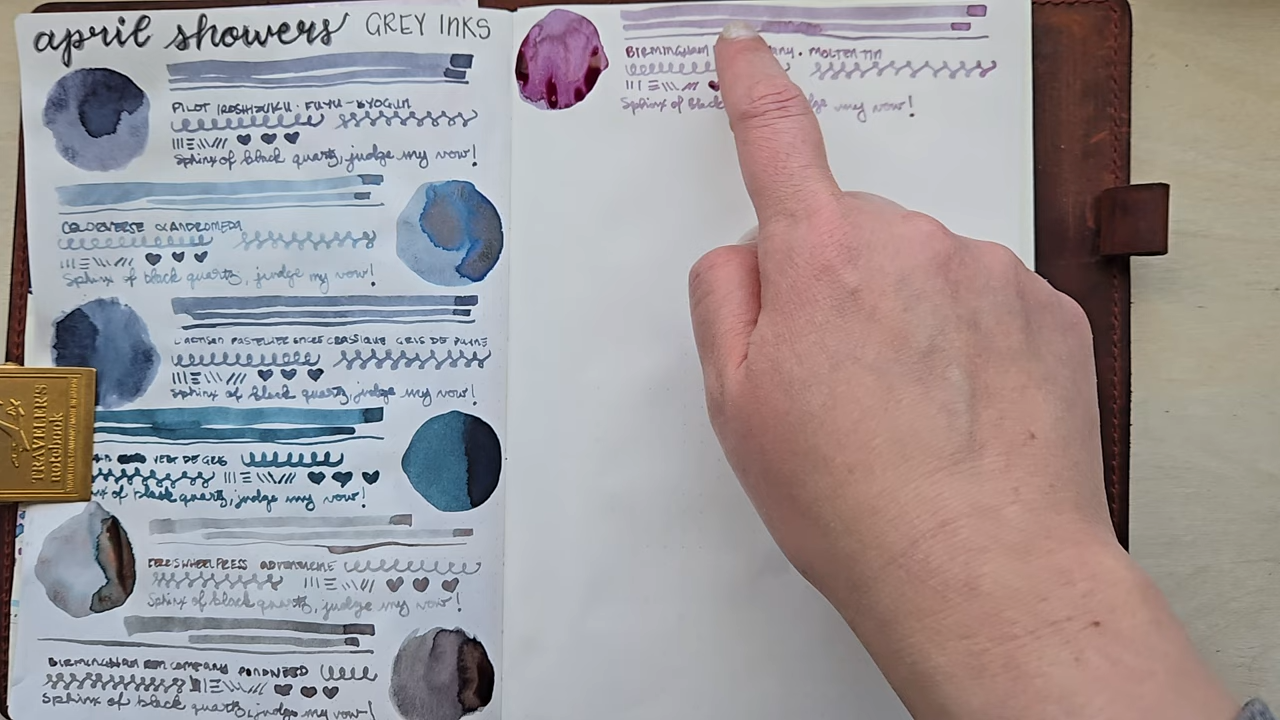 april showers GREY INKS
PILOT IROSHIZUKU · FUYU-SYOGUN
Sphinx of black quartz, judge my vow!
COLORVERSE α ANDROMEDA
Sphinx of black quartz, judge my vow!
L'ARTISAN PASTELLIER ENCRE CLASSIQUE GRIS DE PAYNE
Sphinx of black quartz, judge my vow!
VERT DE GRIS
of black quartz, judge my vow!
TRAVELER'S
notebook
FERRIS WHEEL PRESS
Sphinx of black quartz, judge my vow!
BIRMINGHAM PEN COMPANY PONDWEED
Sphinx of black quartz, judge my vow!
BIRMINGHAM · MOLTEN TIN
Sphinx of black judge my vow!